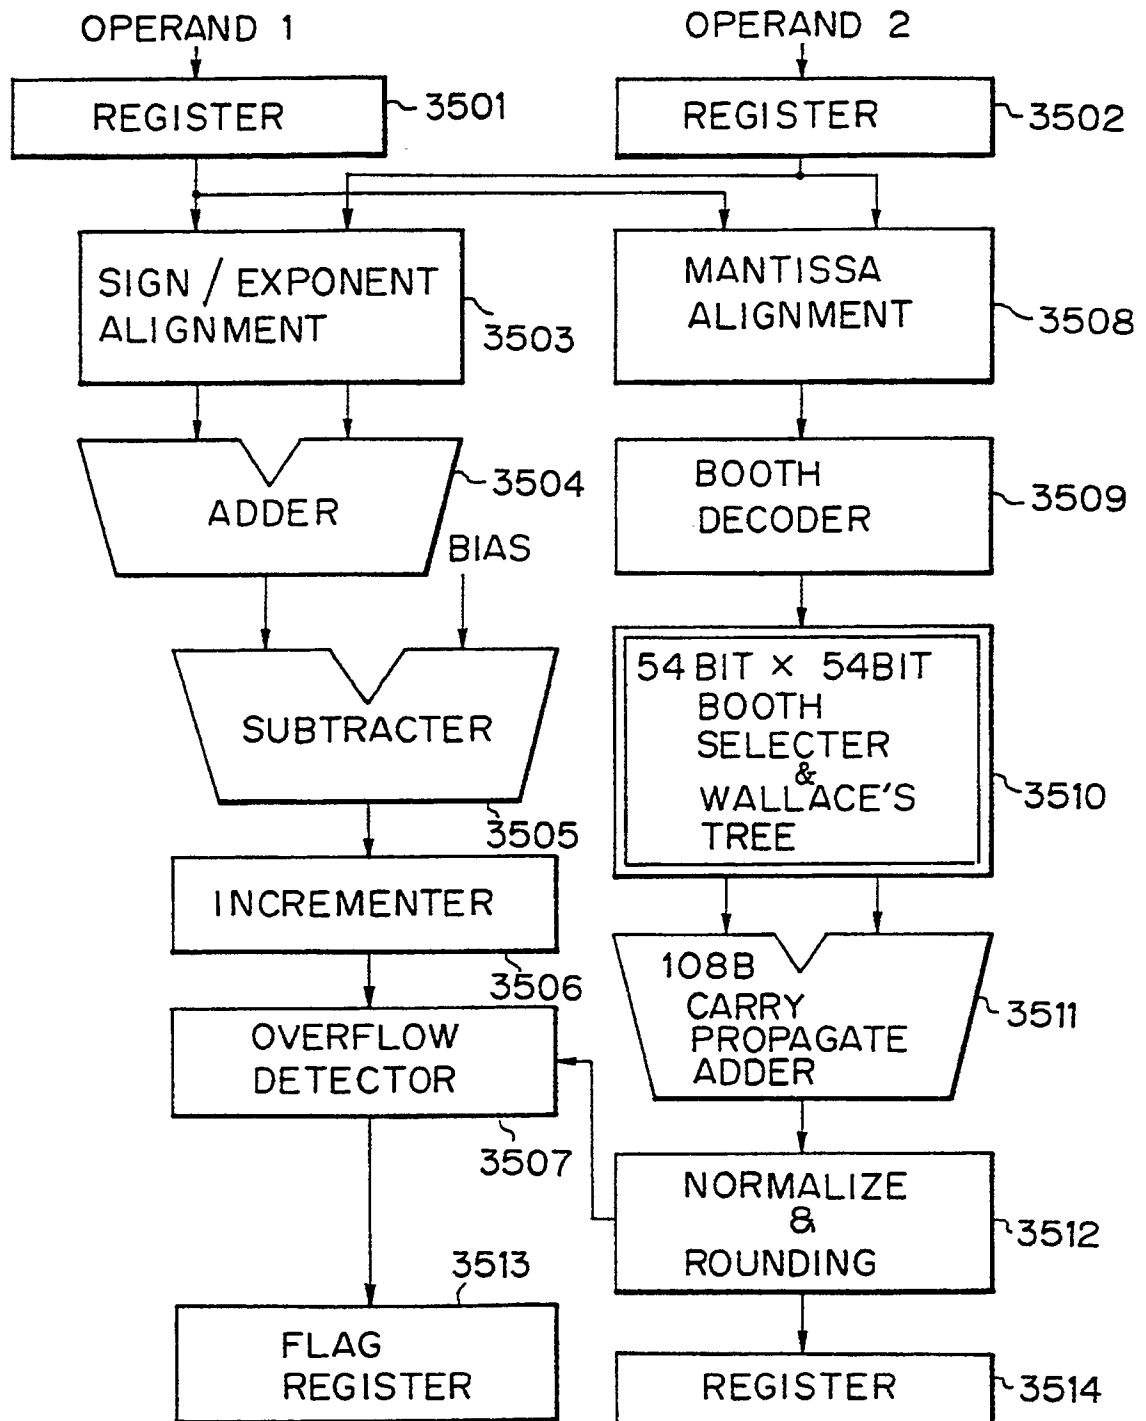 OPERAND 1
OPERAND 2
REGISTER
3501
REGISTER
3502
SIGN / EXPONENT
ALIGNMENT
3503
MANTISSA
ALIGNMENT
3508
ADDER
3504
BIAS
BOOTH
DECODER
3509
SUBTRACTER
3505
54 BIT × 54BIT
BOOTH
SELECTER
&
WALLACE'S
TREE
3510
INCREMENTER
3506
108B
CARRY
PROPAGATE
ADDER
3511
OVERFLOW
DETECTOR
3507
NORMALIZE
&
ROUNDING
3512
3513
FLAG
REGISTER
REGISTER
3514